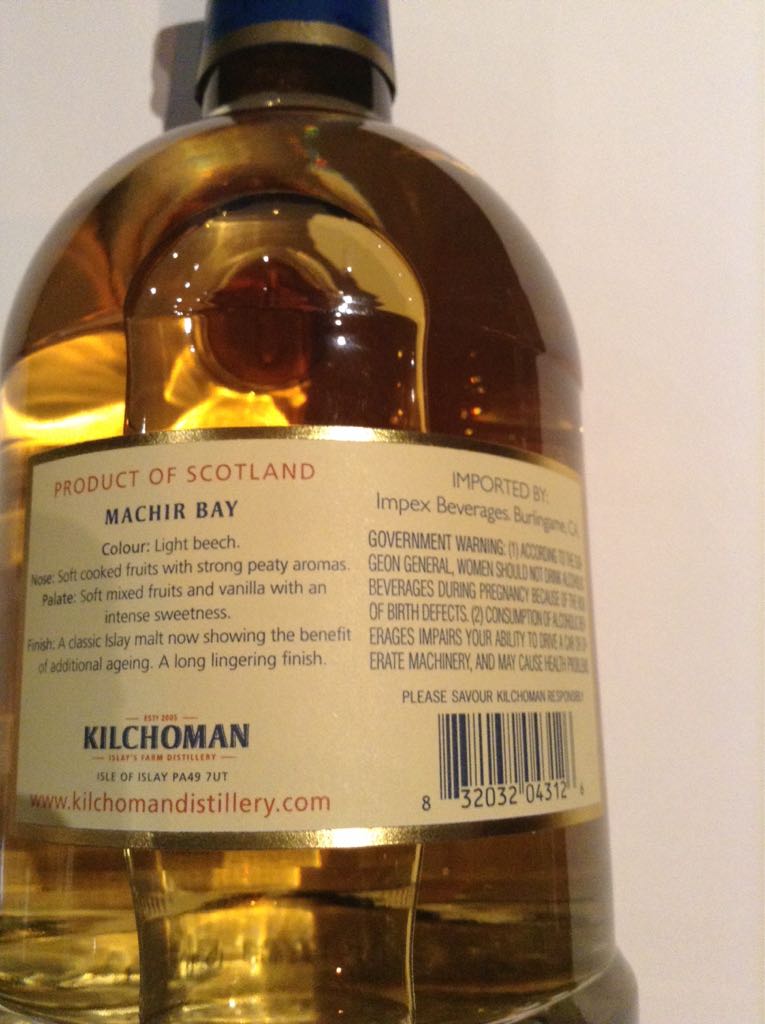 PRODUCT OF SCOTLAND
MACHIR BAY
Colour: Light beech.
Nose: Soft cooked fruits with strong peaty aromas.
Palate: Soft mixed fruits and vanilla with an
intense sweetness.
Finish: A classic Islay malt now showing the benefit
of additional ageing. A long lingering finish.
ESTD 2005
KILCHOMAN
ISLAY'S FARM DISTILLERY
ISLE OF ISLAY PA49 7UT
www.kilchomandistillery.com
IMPORTED BY:
Impex Beverages, Burlingame, CA
GOVERNMENT WARNING: (1) ACCORDING TO THE SUR
GEON GENERAL, WOMEN SHOULD NOT DRINK ALCOHOLIC
BEVERAGES DURING PREGNANCY BECAUSE OF THE RISK
OF BIRTH DEFECTS. (2) CONSUMPTION OF ALCOHOLIC BEV
ERAGES IMPAIRS YOUR ABILITY TO DRIVE A CAR OR OP
ERATE MACHINERY, AND MAY CAUSE HEALTH PROBLEMS
PLEASE SAVOUR KILCHOMAN RESPONSIBLY
8 32032 04312 6